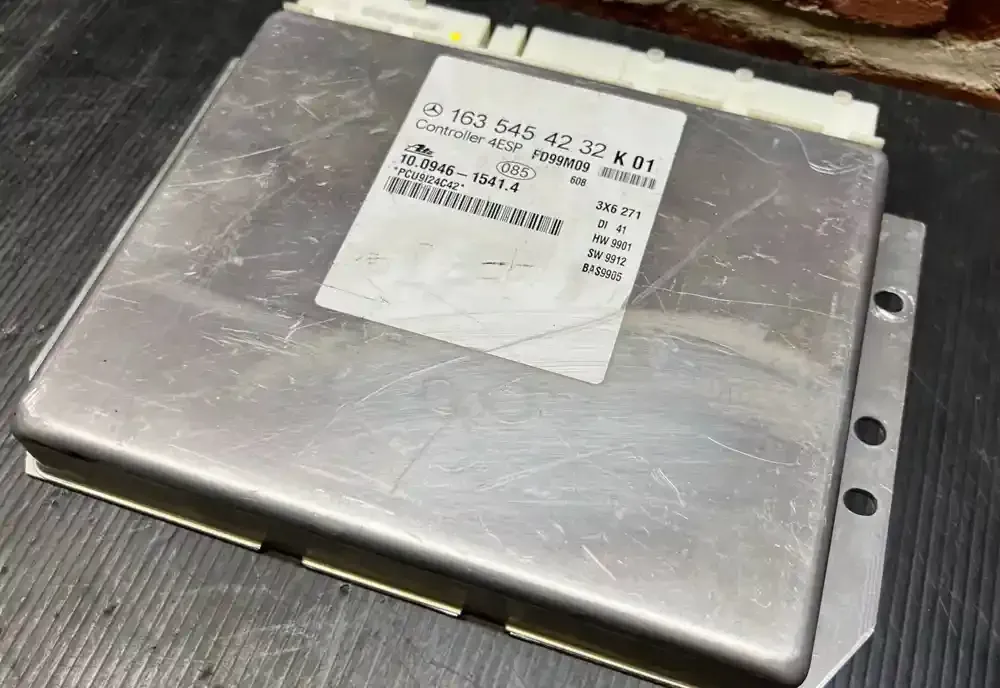 163 545 42 32 K 01
Controller 4ESP FD99M09
Ate 085 608
10.0946-1541.4
*PCU9I24C42*
3X6 271
DI 41
HW 9901
SW 9912
BAS9905